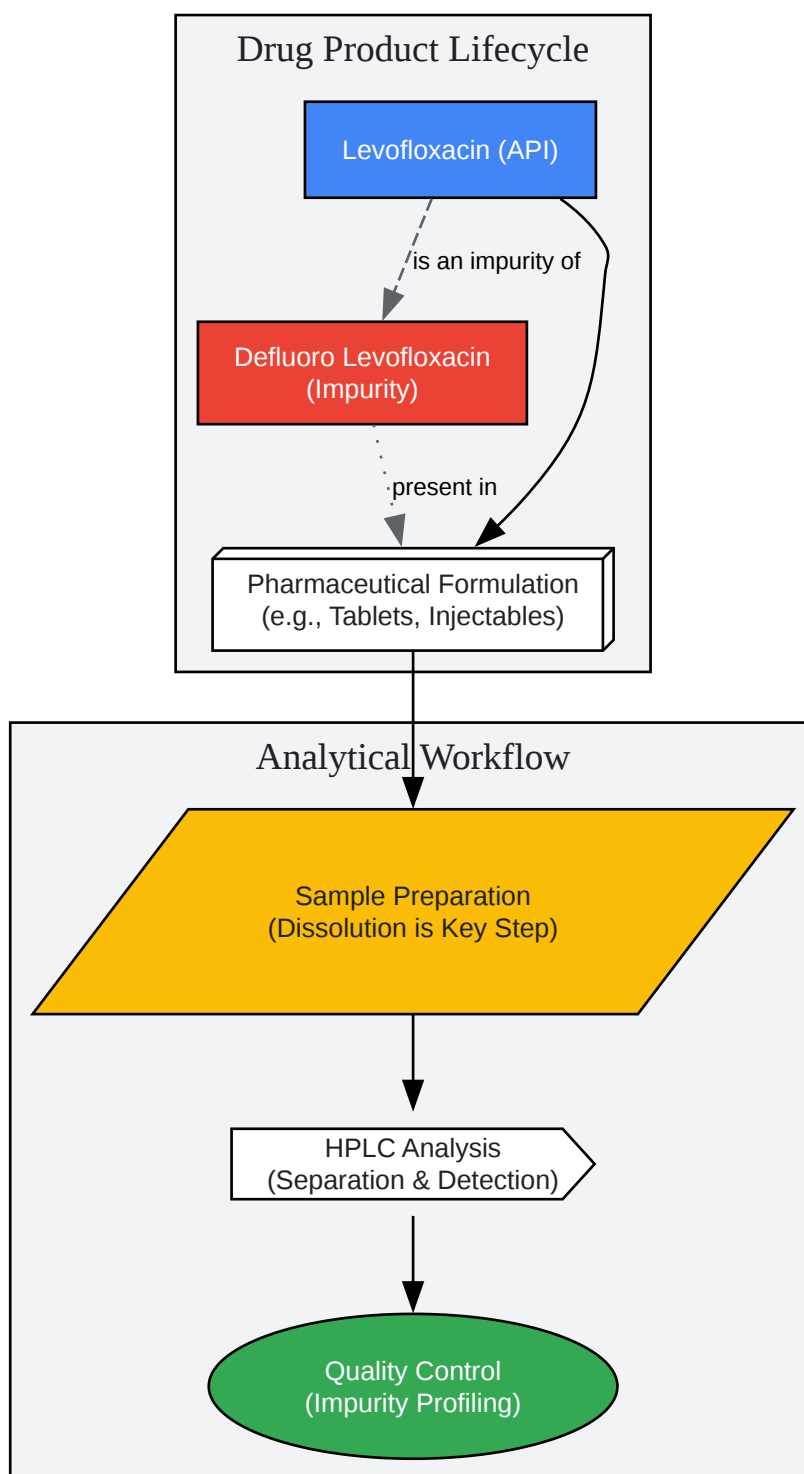 Drug Product Lifecycle
Levofloxacin (API)
is an impurity of
Defluoro Levofloxacin
(Impurity)
present in
Pharmaceutical Formulation
(e.g., Tablets, Injectables)
Analytical Workflow
Sample Preparation
(Dissolution is Key Step)
HPLC Analysis
(Separation & Detection)
Quality Control
(Impurity Profiling)